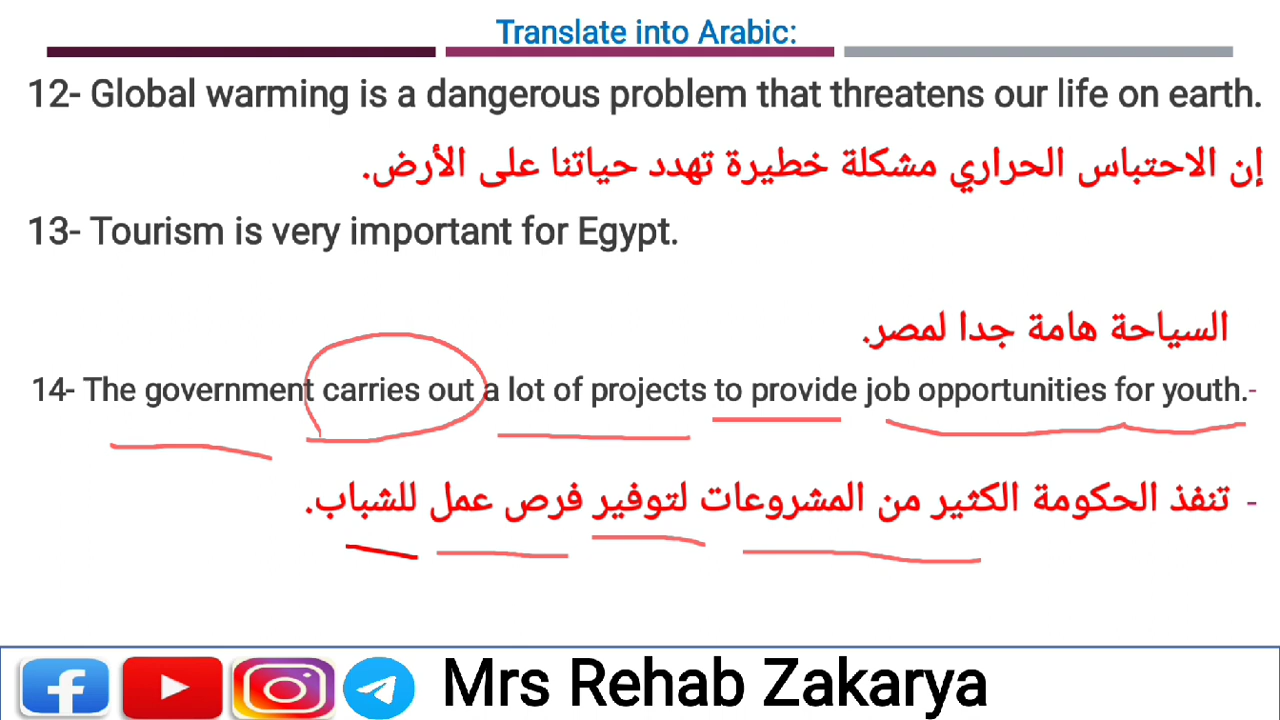 Translate into Arabic:
12- Global warming is a dangerous problem that threatens our life on earth.
إن الاحتباس الحراري مشكلة خطيرة تهدد حياتنا على الأرض.
13- Tourism is very important for Egypt.
السياحة هامة جدا لمصر.
14- The government carries out a lot of projects to provide job opportunities for youth.-
- تنفذ الحكومة الكثير من المشروعات لتوفير فرص عمل للشباب.
Mrs Rehab Zakarya